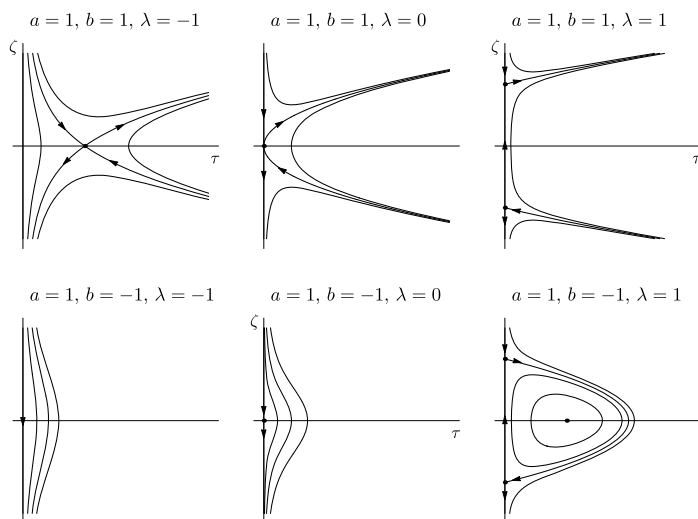 a = 1, b = 1, λ = −1
a = 1, b = 1, λ = 0
a = 1, b = 1, λ = 1
ζ
ζ
ζ
τ
τ
τ
a = 1, b = −1, λ = −1
a = 1, b = −1, λ = 0
a = 1, b = −1, λ = 1
ζ
τ